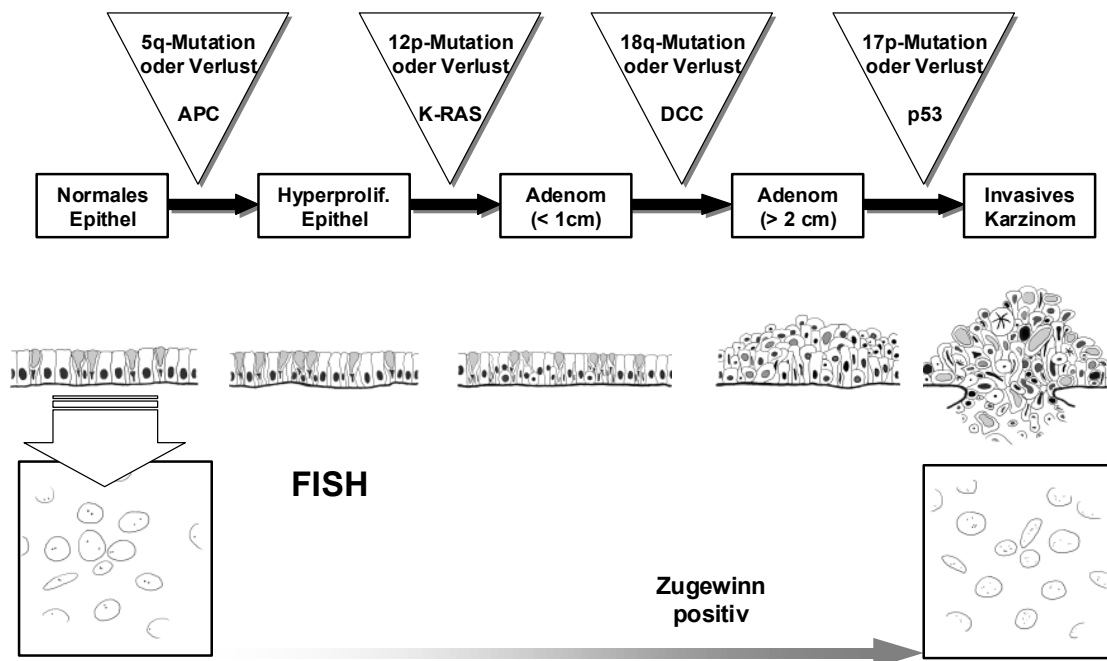 5q-Mutation
oder Verlust
APC
12p-Mutation
oder Verlust
K-RAS
18q-Mutation
oder Verlust
DCC
17p-Mutation
oder Verlust
p53
Normales
Epithel
Hyperprolif.
Epithel
Adenom
(< 1cm)
Adenom
(> 2 cm)
Invasives
Karzinom
FISH
Zugewinn
positiv